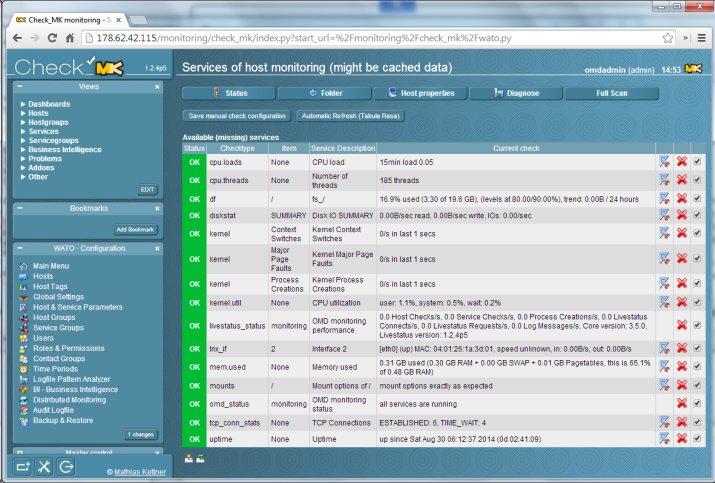 Check_MK monitoring - S
178.62.42.115/monitoring/check_mk/index.py?start_url=%2Fmonitoring%2Fcheck_mk%2Fwato.py
Check MK 1.2.4p5
Services of host monitoring (might be cached data)
omdadmin (admin) 14:53
Views
Dashboards
Hosts
Hostgroups
Services
Servicegroups
Business Intelligence
Problems
Addons
Other
EDIT
Bookmarks
Add Bookmark
WATO · Configuration
Main Menu
Hosts
Host Tags
Global Settings
Host & Service Parameters
Host Groups
Service Groups
Users
Roles & Permissions
Contact Groups
Time Periods
Logfile Pattern Analyzer
BI - Business Intelligence
Distributed Monitoring
Audit Logfile
Backup & Restore
1 changes
Master control
© Mathias Kettner
Status Folder Host properties Diagnose Full Scan
Save manual check configuration Automatic Refresh (Tabula Rasa)
Available (missing) services
Status Checktype Item Service Description Current check
OK cpu.loads None CPU load 15min load 0.05
OK cpu.threads None Number of threads 185 threads
OK df / fs_/ 16.9% used (3.30 of 19.6 GB), (levels at 80.00/90.00%), trend: 0.00B / 24 hours
OK diskstat SUMMARY Disk IO SUMMARY 0.00B/sec read, 0.00B/sec write, IOs: 0.00/sec
OK kernel Context Switches Kernel Context Switches 0/s in last 1 secs
OK kernel Major Page Faults Kernel Major Page Faults 0/s in last 1 secs
OK kernel Process Creations Kernel Process Creations 0/s in last 1 secs
OK kernel.util None CPU utilization user: 1.1%, system: 0.5%, wait: 0.2%
OK livestatus_status monitoring OMD monitoring performance 0.0 Host Checks/s, 0.0 Service Checks/s, 0.0 Process Creations/s, 0.0 Livestatus Connects/s, 0.0 Livestatus Requests/s, 0.0 Log Messages/s, Core version: 3.5.0, Livestatus version: 1.2.4p5
OK lnx_if 2 Interface 2 [eth0] (up) MAC: 04:01:26:1a:3d:01, speed unknown, in: 0.00B/s, out: 0.00B/s
OK mem.used None Memory used 0.31 GB used (0.30 GB RAM + 0.00 GB SWAP + 0.01 GB Pagetables, this is 65.1% of 0.48 GB RAM)
OK mounts / Mount options of / mount options exactly as expected
OK omd_status monitoring OMD monitoring status all services are running
OK tcp_conn_stats None TCP Connections ESTABLISHED: 6, TIME_WAIT: 4
OK uptime None Uptime up since Sat Aug 30 06:12:37 2014 (0d 02:41:09)